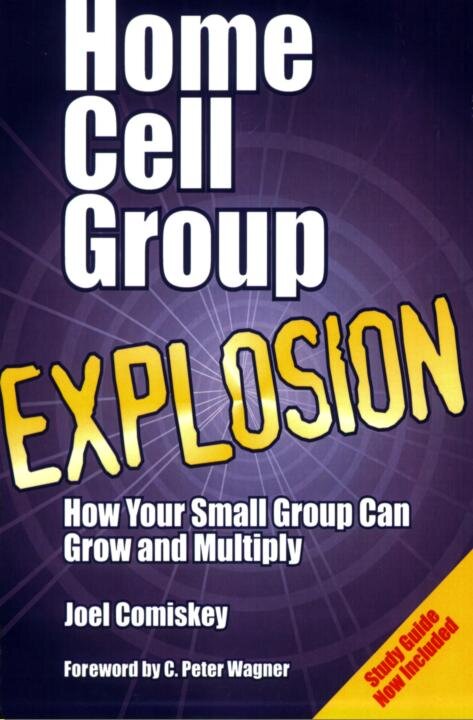 Home
Cell
Group
EXPLOSION
How Your Small Group Can
Grow and Multiply
Joel Comiskey
Foreword by C. Peter Wagner
Study Guide
Now Included